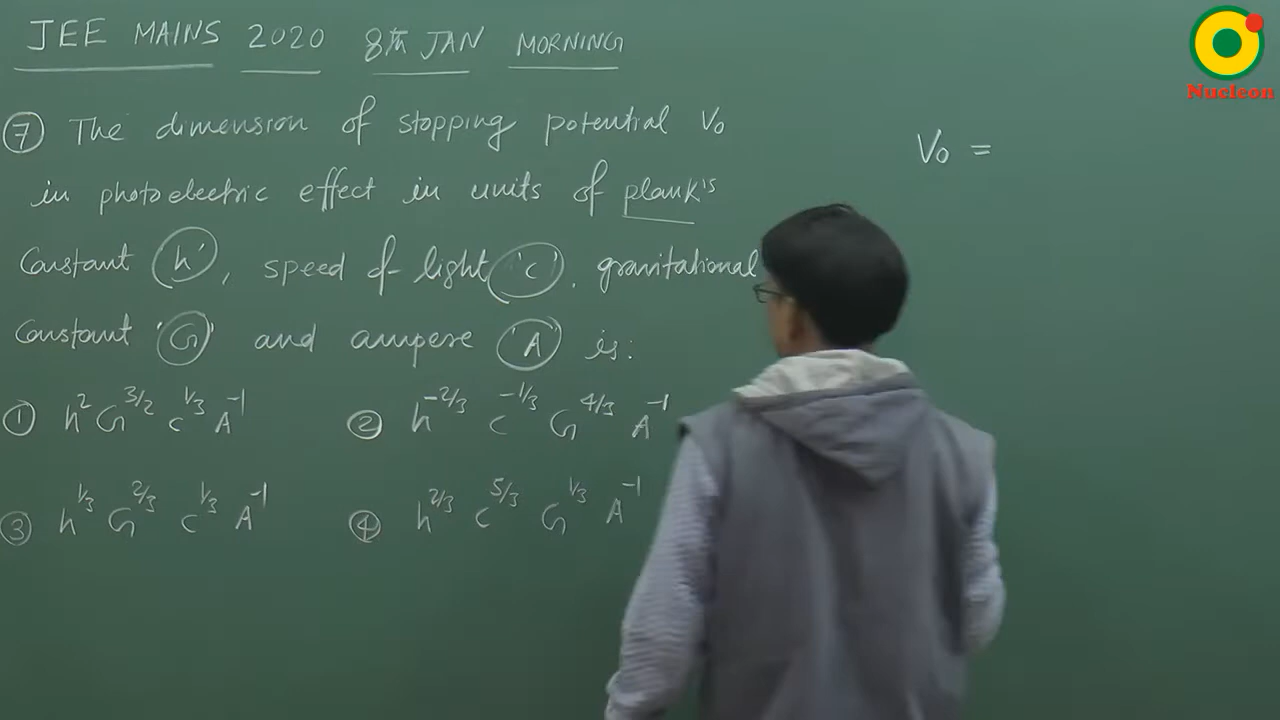 JEE MAINS 2020 8th JAN MORNING
Nucleon
⑦ The dimension of stopping potential V₀
V₀ =
in photoelectric effect in units of plank's
Constant 'h', speed of light 'c', gravitational
Constant 'G' and ampere 'A' is:
① h² G^3/2 c^1/3 A^-1 ② h^-2/3 c^-1/3 G^4/3 A^-1
③ h^1/3 G^2/3 c^1/3 A^-1 ④ h^2/3 c^5/3 G^1/3 A^-1